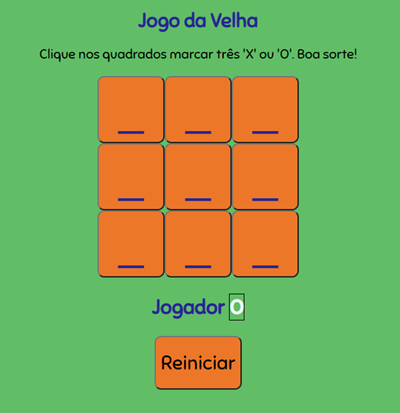 Jogo da Velha
Clique nos quadrados marcar três 'X' ou 'O'. Boa sorte!
_ _ _
_ _ _
_ _ _
Jogador O
Reiniciar